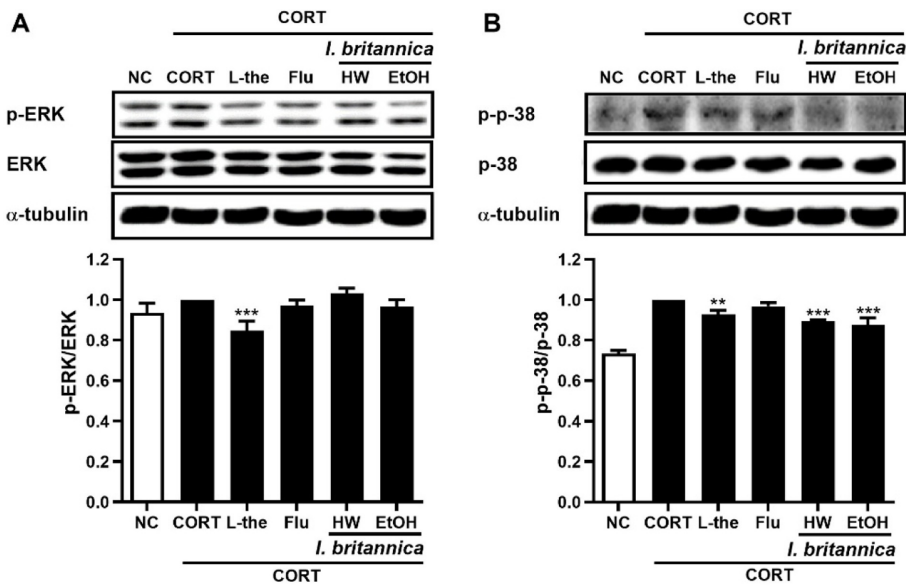 A
CORT
I. britannica
NC CORT L-the Flu HW EtOH
p-ERK
ERK
α-tubulin
1.2
1.0
0.8
0.6
0.4
0.2
0.0
p-ERK/ERK
***
NC CORT L-the Flu HW EtOH
I. britannica
CORT
B
CORT
I. britannica
NC CORT L-the Flu HW EtOH
p-p-38
p-38
α-tubulin
1.2
1.0
0.8
0.6
0.4
0.2
0.0
p-p-38/p-38
** *** ***
NC CORT L-the Flu HW EtOH
I. britannica
CORT